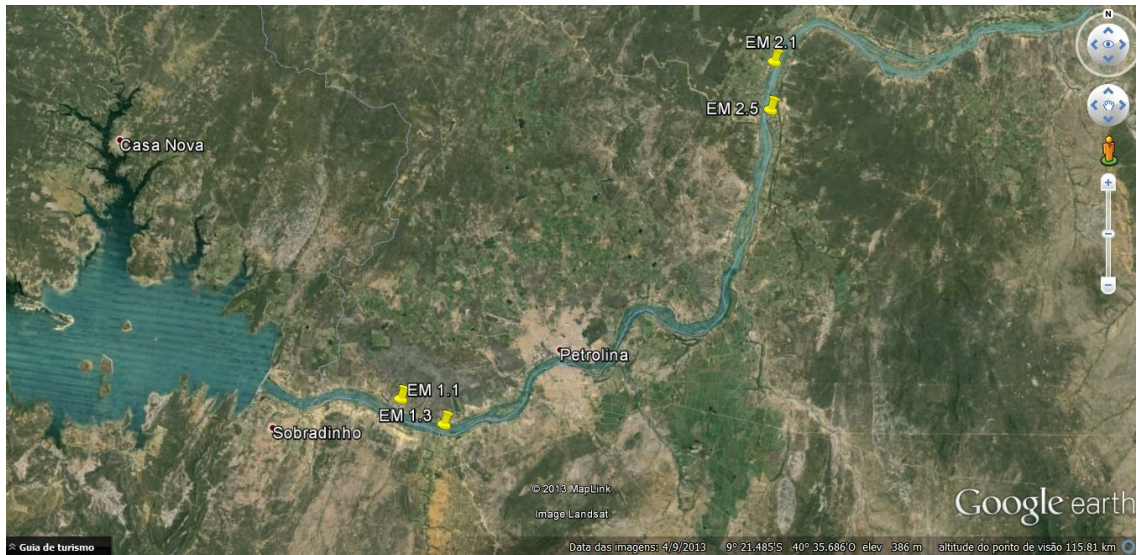 N
EM 2.1
EM 2.5
Casa Nova
EM 1.1
EM 1.3
Petrolina
Sobradinho
© 2013 MapLink
Image Landsat
Google earth
Guia de turismo
Data das imagens: 4/9/2013 9° 21.485'S 40° 35.686'O elev 386 m altitude do ponto de visão 115.81 km